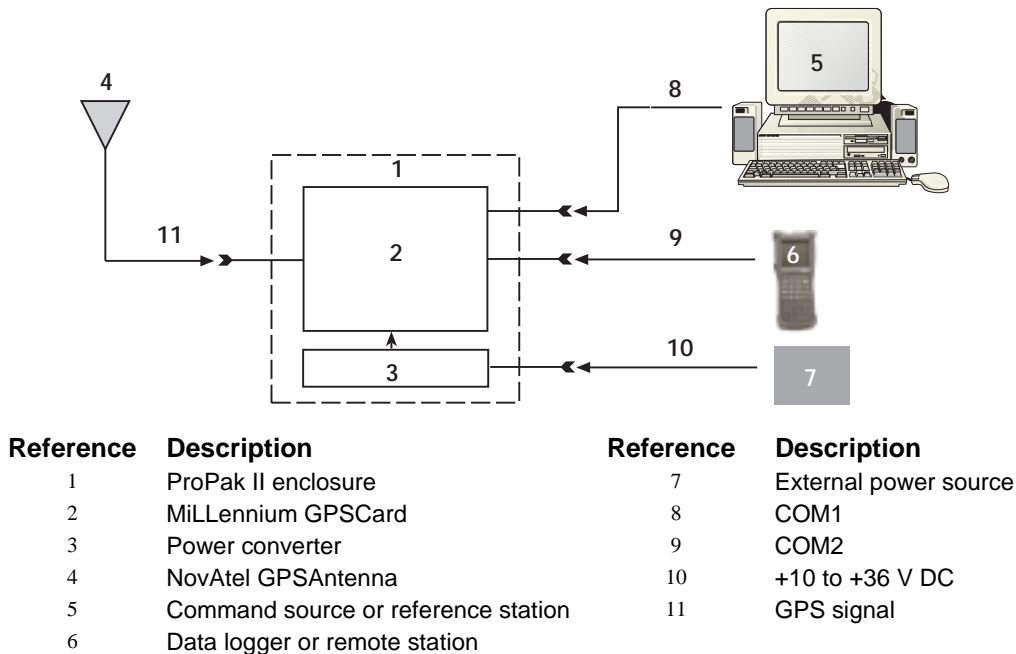 4
5
8
1
11
2
9
6
10
3
7
Reference Description Reference Description
1 ProPak II enclosure 7 External power source
2 MiLLennium GPSCard 8 COM1
3 Power converter 9 COM2
4 NovAtel GPSAntenna 10 +10 to +36 V DC
5 Command source or reference station 11 GPS signal
6 Data logger or remote station